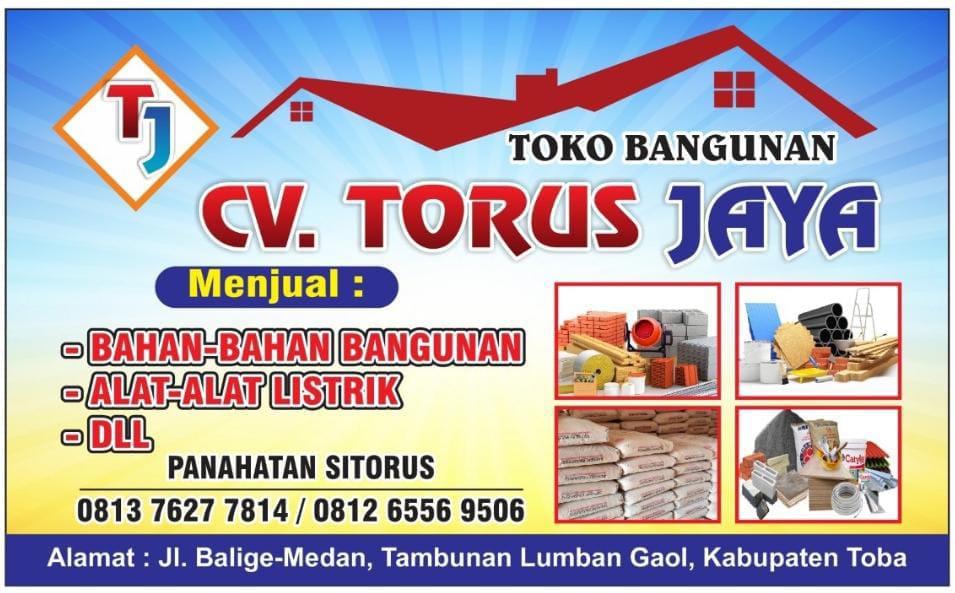 TJ
TOKO BANGUNAN
CV. TORUS JAYA
Menjual :
- BAHAN-BAHAN BANGUNAN
- ALAT-ALAT LISTRIK
- DLL
PANAHATAN SITORUS
0813 7627 7814 / 0812 6556 9506
Alamat : Jl. Balige-Medan, Tambunan Lumban Gaol, Kabupaten Toba